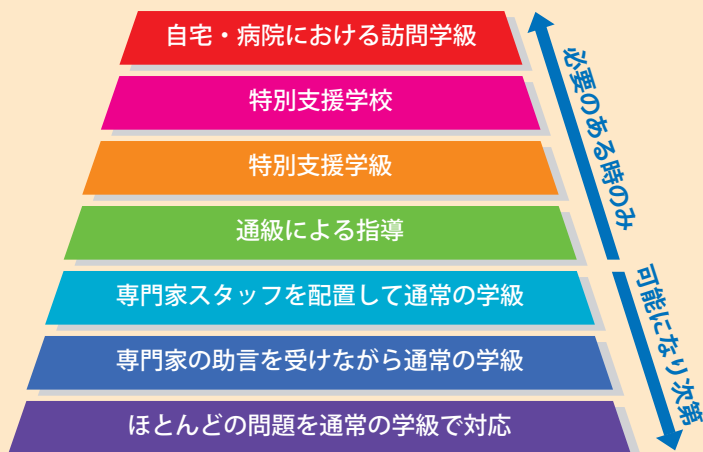 自宅・病院における訪問学級
特別支援学校
特別支援学級
通級による指導
専門家スタッフを配置して通常の学級
専門家の助言を受けながら通常の学級
ほとんどの問題を通常の学級で対応
必要のある時のみ
可能になり次第